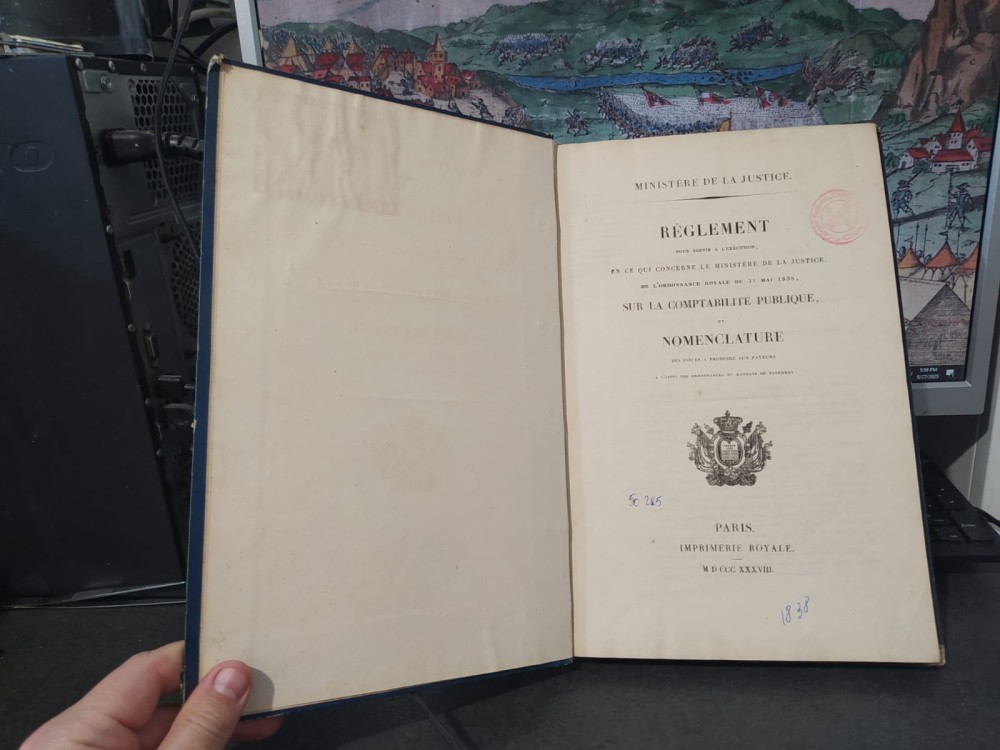 MINISTÈRE DE LA JUSTICE.
RÈGLEMENT
POUR SERVIR À L'EXÉCUTION,
EN CE QUI CONCERNE LE MINISTÈRE DE LA JUSTICE,
DE L'ORDONNANCE ROYALE DU 31 MAI 1838,
SUR LA COMPTABILITÉ PUBLIQUE,
ET
NOMENCLATURE
DES PIÈCES À PRODUIRE AUX PAYEURS
À L'APPUI DES ORDONNANCES ET MANDATS DE PAYEMENT.
50 285
PARIS.
IMPRIMERIE ROYALE.
M DCCC XXXVIII.
1838